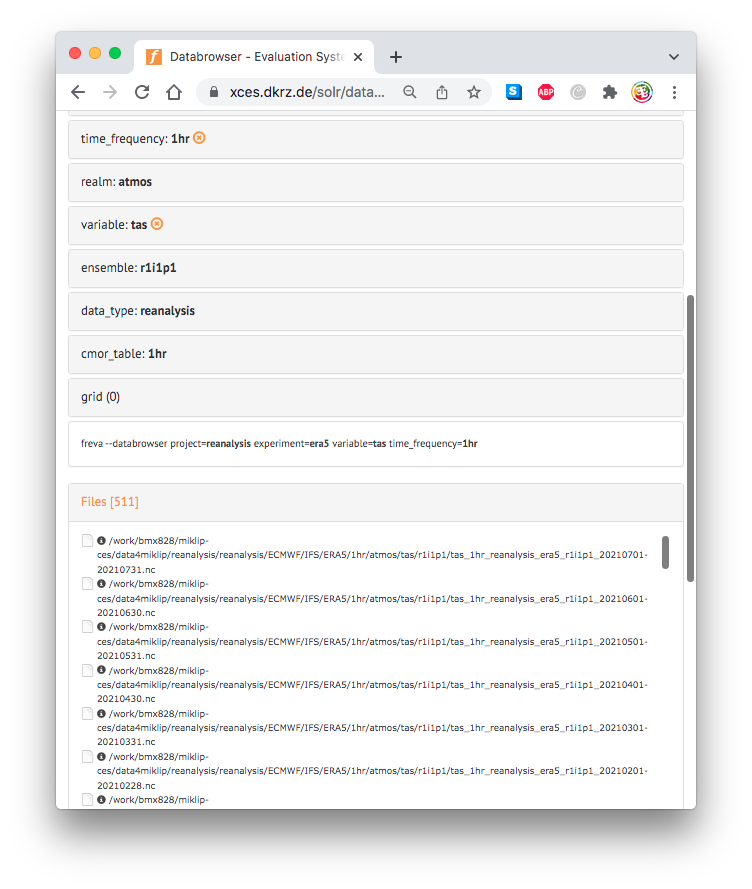 f Databrowser - Evaluation Syste
xces.dkrz.de/solr/data...
S
ABP
time_frequency: 1hr
realm: atmos
variable: tas
ensemble: r1i1p1
data_type: reanalysis
cmor_table: 1hr
grid (0)
freva --databrowser project=reanalysis experiment=era5 variable=tas time_frequency=1hr
Files [511]
/work/bmx828/miklip-
ces/data4miklip/reanalysis/reanalysis/ECMWF/IFS/ERA5/1hr/atmos/tas/r1i1p1/tas_1hr_reanalysis_era5_r1i1p1_20210701-
20210731.nc
/work/bmx828/miklip-
ces/data4miklip/reanalysis/reanalysis/ECMWF/IFS/ERA5/1hr/atmos/tas/r1i1p1/tas_1hr_reanalysis_era5_r1i1p1_20210601-
20210630.nc
/work/bmx828/miklip-
ces/data4miklip/reanalysis/reanalysis/ECMWF/IFS/ERA5/1hr/atmos/tas/r1i1p1/tas_1hr_reanalysis_era5_r1i1p1_20210501-
20210531.nc
/work/bmx828/miklip-
ces/data4miklip/reanalysis/reanalysis/ECMWF/IFS/ERA5/1hr/atmos/tas/r1i1p1/tas_1hr_reanalysis_era5_r1i1p1_20210401-
20210430.nc
/work/bmx828/miklip-
ces/data4miklip/reanalysis/reanalysis/ECMWF/IFS/ERA5/1hr/atmos/tas/r1i1p1/tas_1hr_reanalysis_era5_r1i1p1_20210301-
20210331.nc
/work/bmx828/miklip-
ces/data4miklip/reanalysis/reanalysis/ECMWF/IFS/ERA5/1hr/atmos/tas/r1i1p1/tas_1hr_reanalysis_era5_r1i1p1_20210201-
20210228.nc
/work/bmx828/miklip-